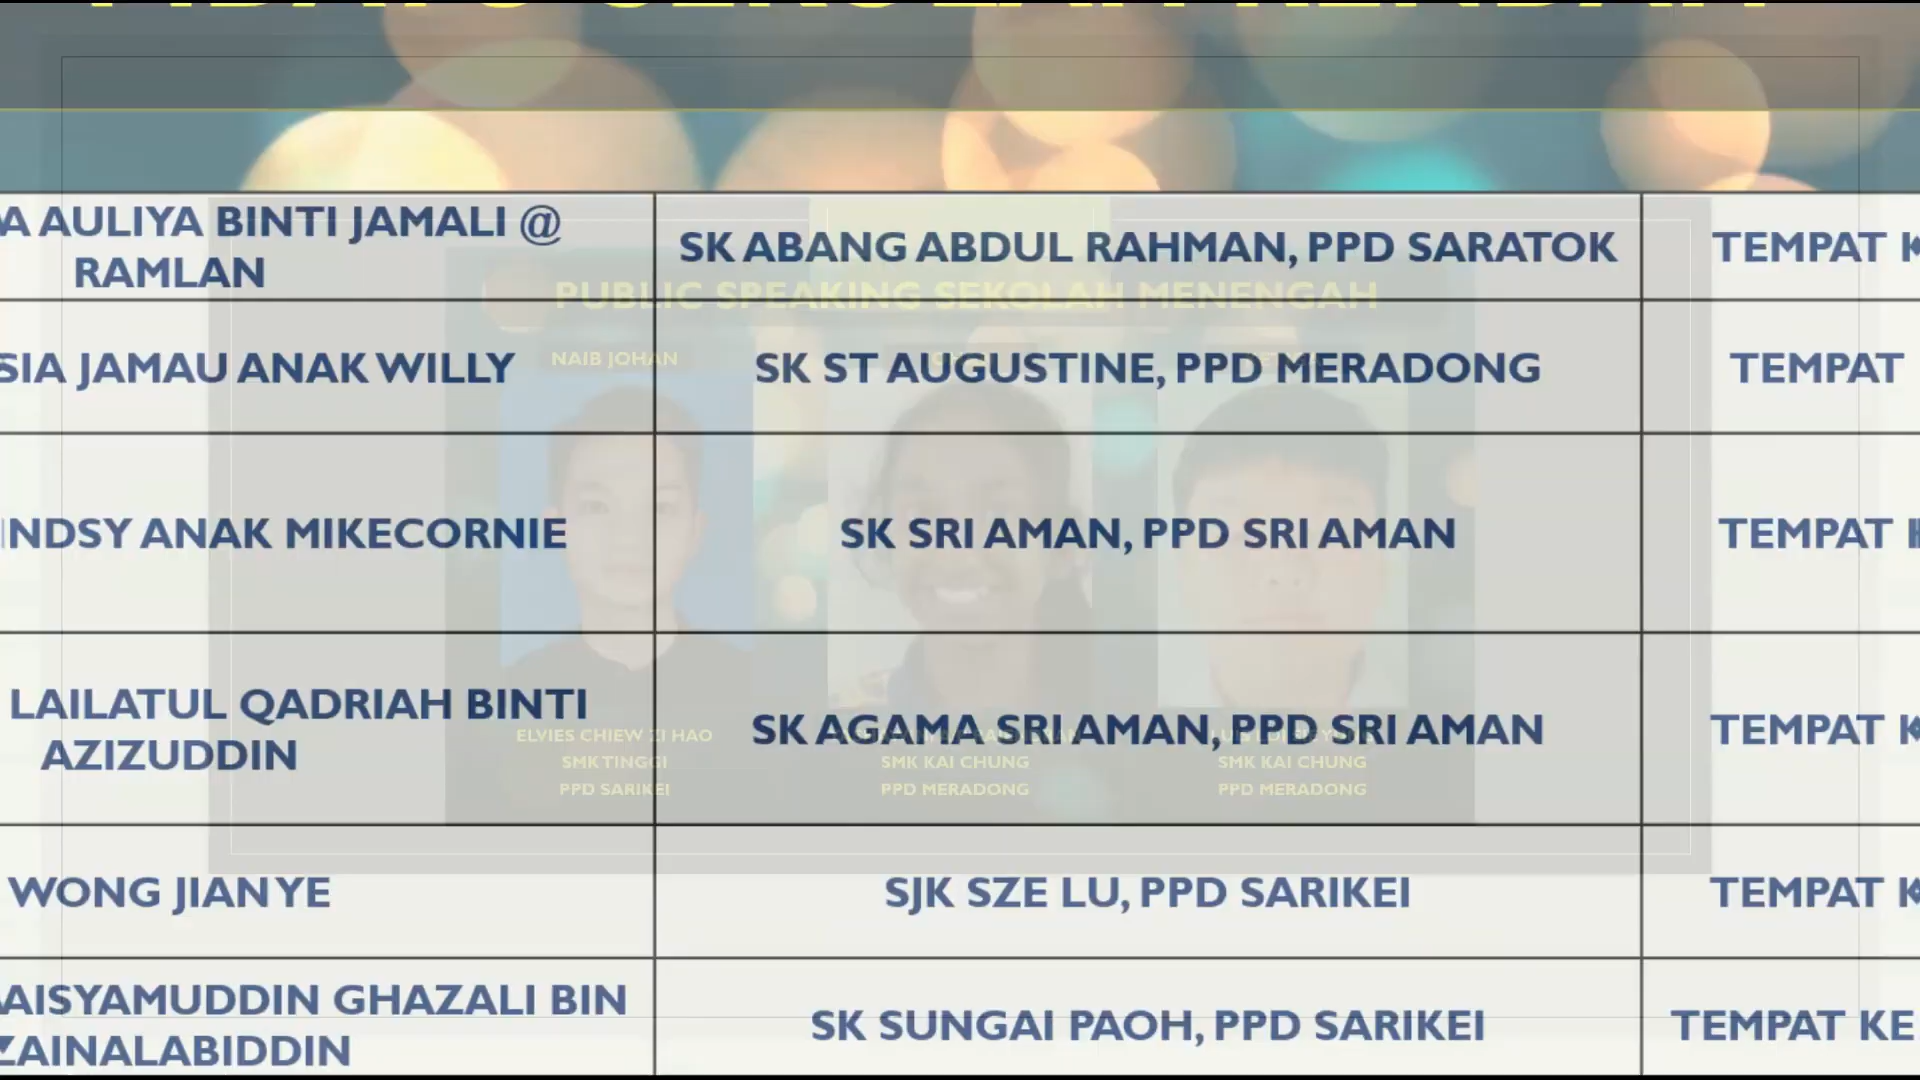 A AULIYA BINTI JAMALI @
RAMLAN
SK ABANG ABDUL RAHMAN, PPD SARATOK
TEMPAT
SIA JAMAU ANAK WILLY
SK ST AUGUSTINE, PPD MERADONG
TEMPAT
ANAK MIKECORNIE
SK SRI AMAN, PPD SRI AMAN
TEMPAT
LAILATUL QADRIAH BINTI
AZIZUDDIN
SK AGAMA SRI AMAN, PPD SRI AMAN
TEMPAT
WONG JIAN YE
SJK SZE LU, PPD SARIKEI
TEMPAT
AISYAMUDDIN GHAZALI BIN
ZAINALABIDDIN
SK SUNGAI PAOH, PPD SARIKEI
TEMPAT KE
PUBLIC SPEAKING SEKOLAH MENENGAH
NAIB JOHAN
ELVIES CHIEW ZI HAO
SMK TINGGI
PPD SARIKEI
SMK KAI CHUNG
PPD MERADONG
SMK KAI CHUNG
PPD MERADONG